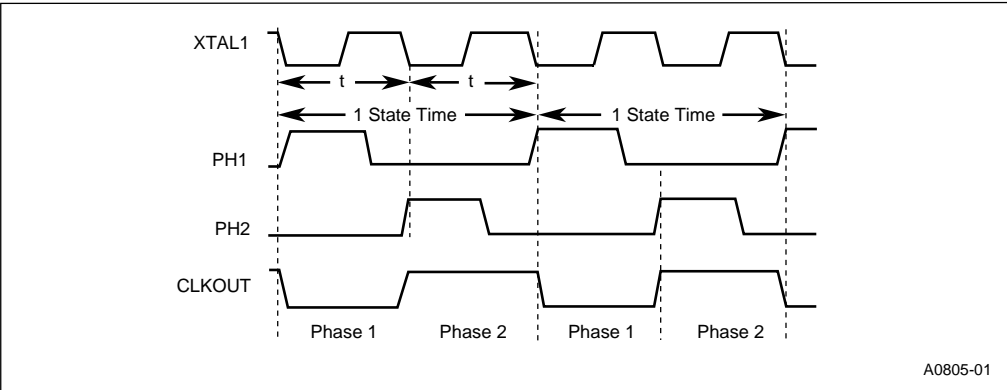 XTAL1
t t
1 State Time 1 State Time
PH1
PH2
CLKOUT
Phase 1 Phase 2 Phase 1 Phase 2
A0805-01